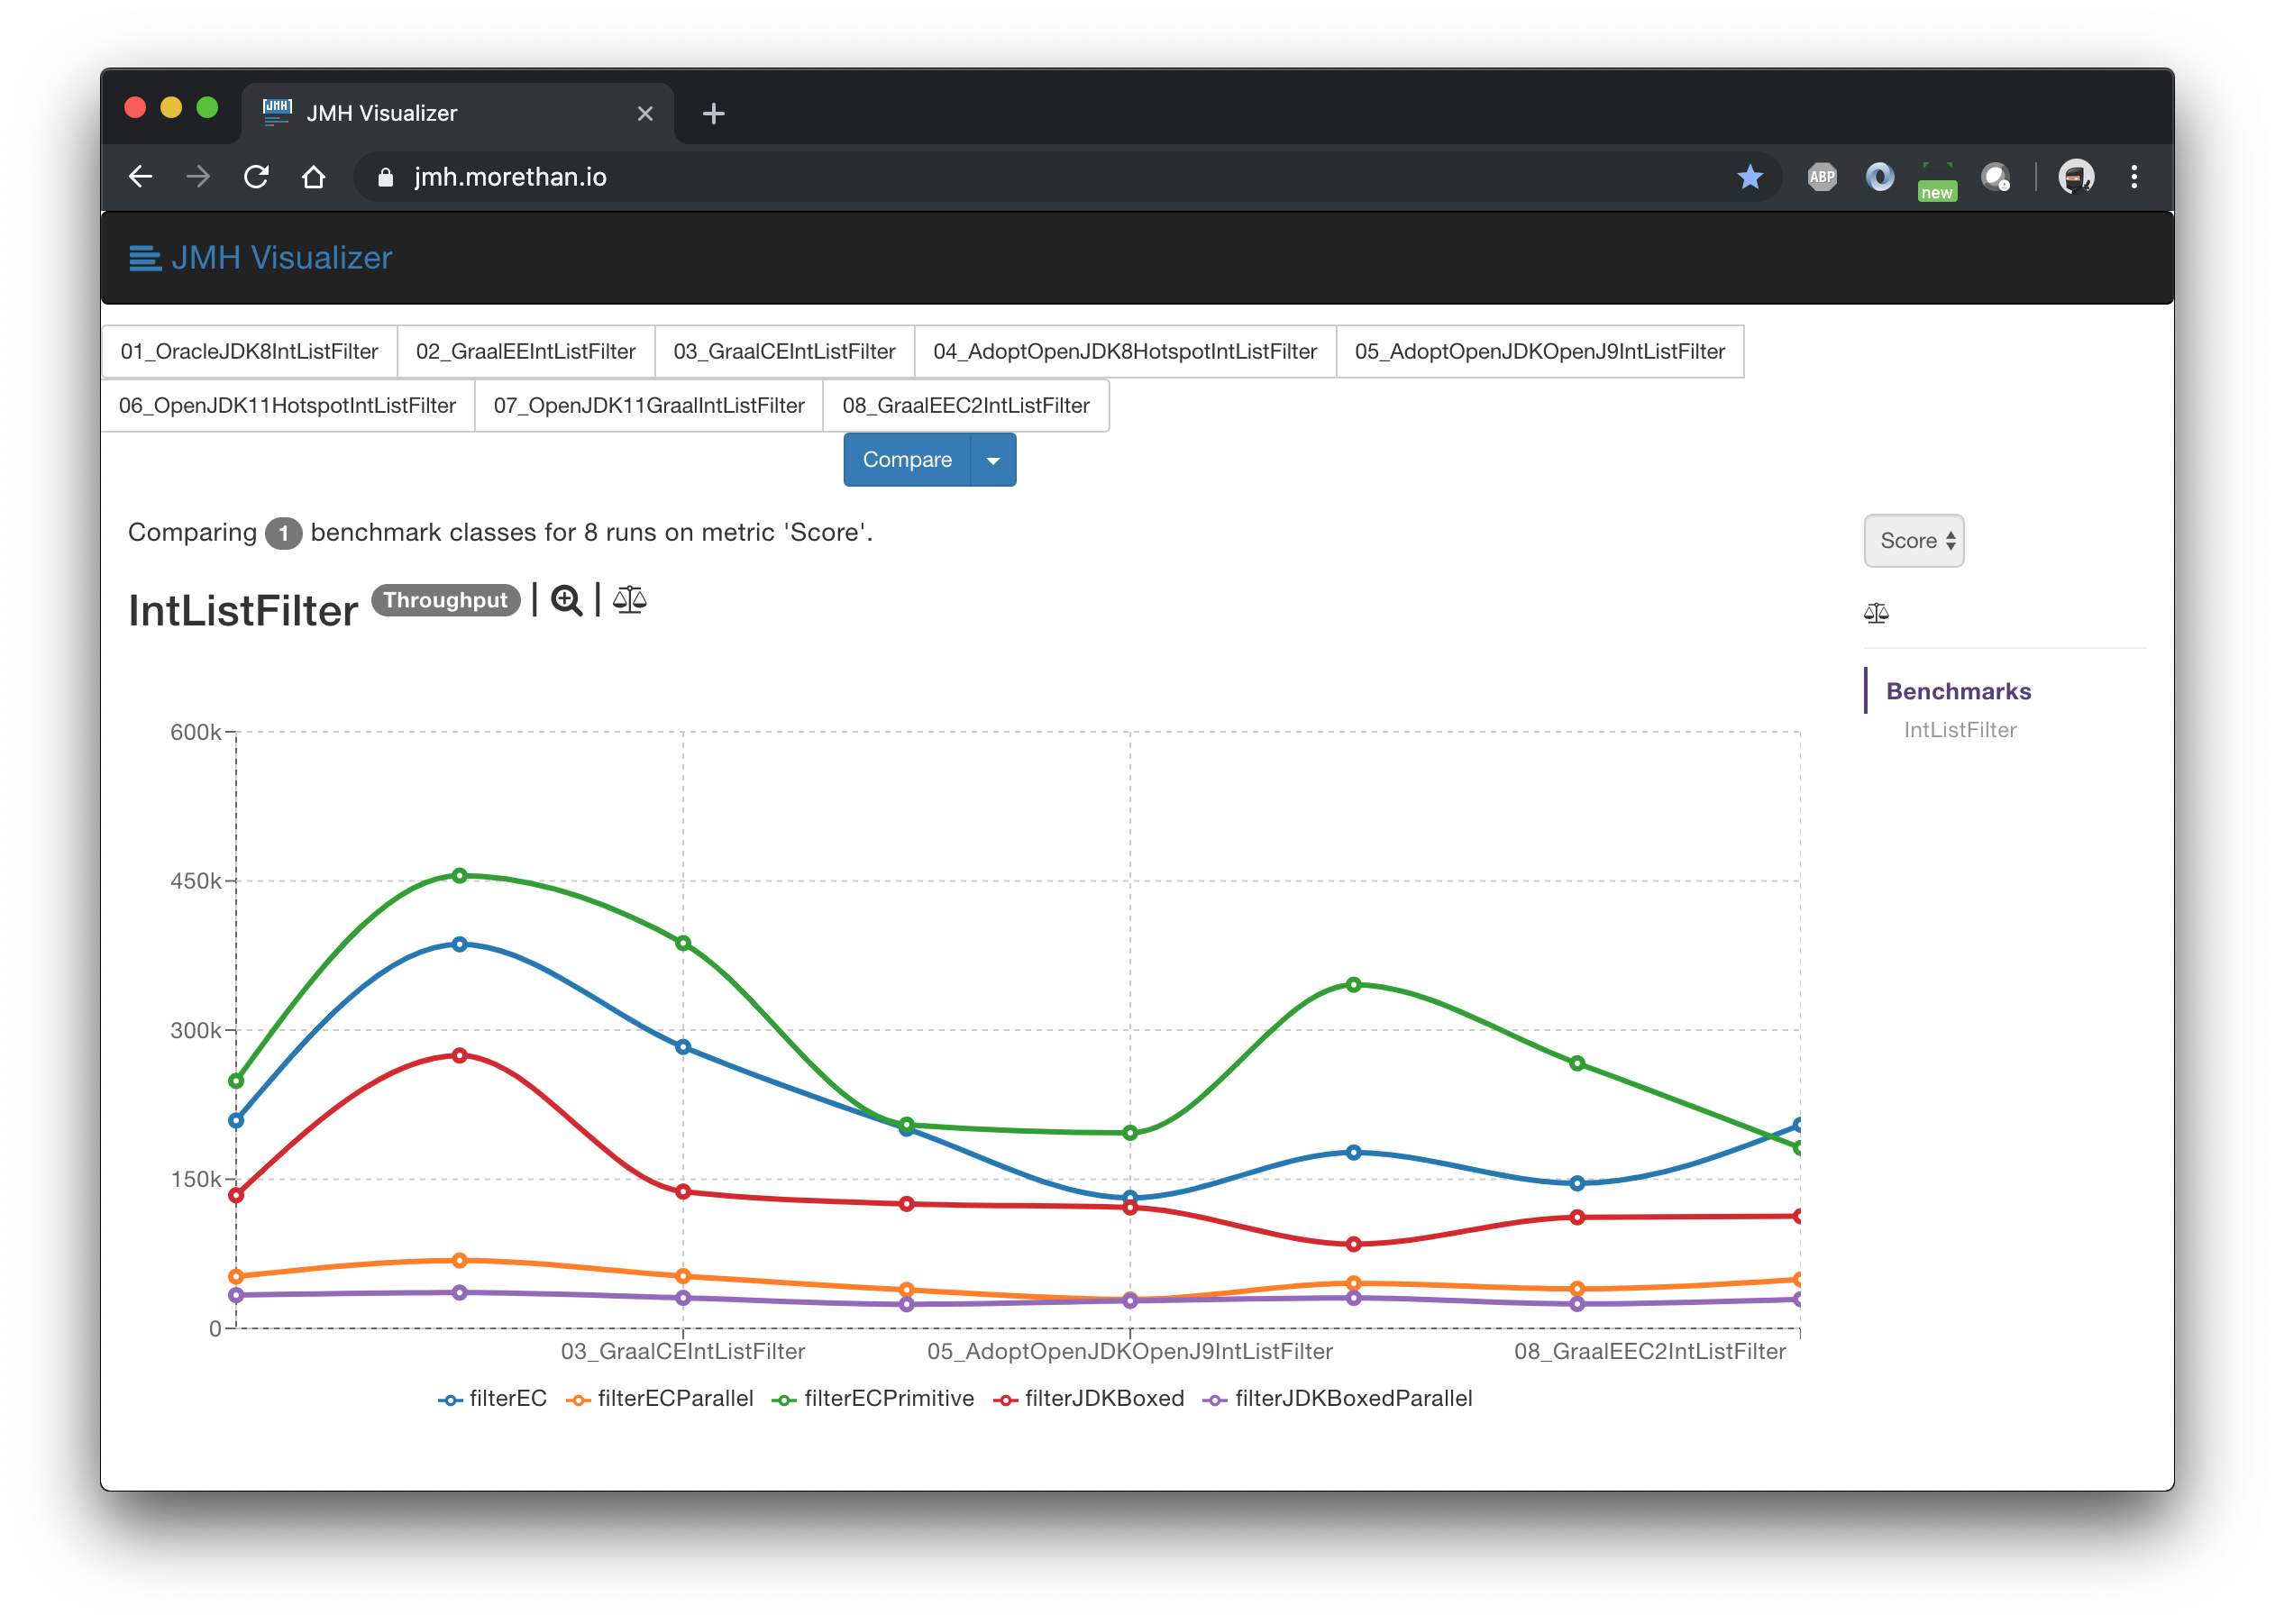 JMH JMH Visualizer
jmh.morethan.io
ABP
new
JMH Visualizer
01_OracleJDK8IntListFilter 02_GraalEEIntListFilter 03_GraalCEIntListFilter 04_AdoptOpenJDK8HotspotIntListFilter 05_AdoptOpenJDKOpenJ9IntListFilter
06_OpenJDK11HotspotIntListFilter 07_OpenJDK11GraalIntListFilter 08_GraalEEC2IntListFilter
Compare
Comparing 1 benchmark classes for 8 runs on metric 'Score'.
Score
IntListFilter Throughput
Benchmarks
IntListFilter
600k
450k
300k
150k
0
03_GraalCEIntListFilter 05_AdoptOpenJDKOpenJ9IntListFilter 08_GraalEEC2IntListFilter
filterEC filterECParallel filterECPrimitive filterJDKBoxed filterJDKBoxedParallel